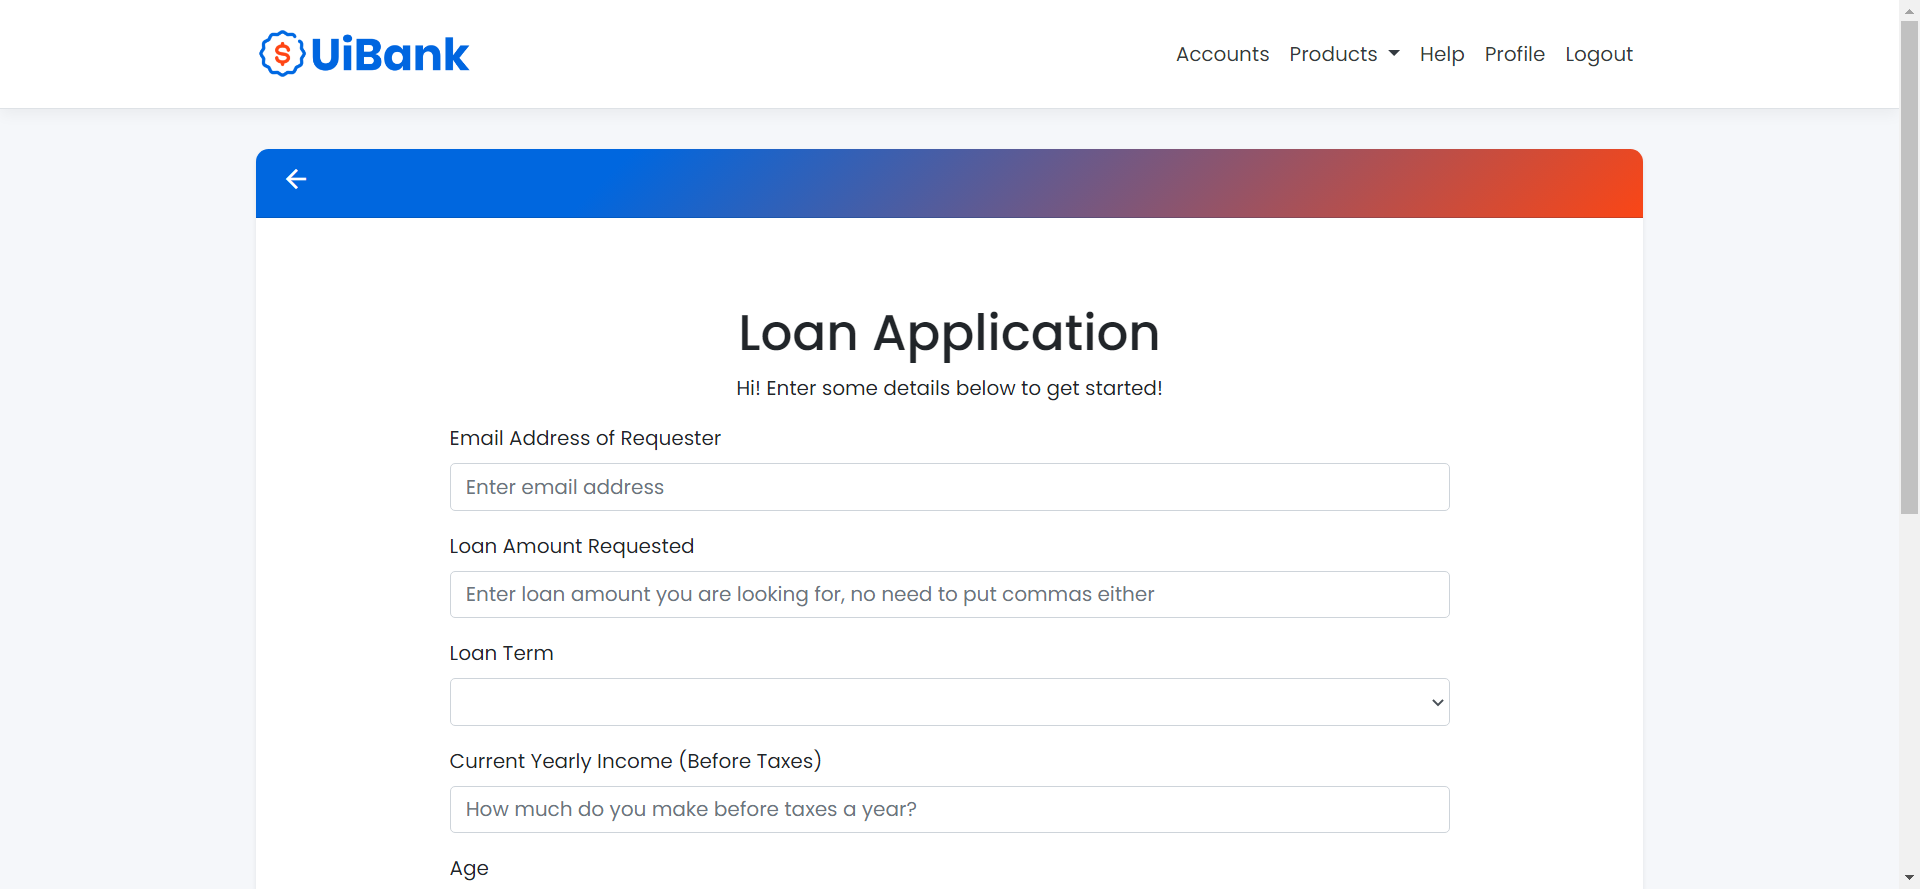 $ UiBank
Accounts Products Help Profile Logout
Loan Application
Hi! Enter some details below to get started!
Email Address of Requester
Enter email address
Loan Amount Requested
Enter loan amount you are looking for, no need to put commas either
Loan Term
Current Yearly Income (Before Taxes)
How much do you make before taxes a year?
Age